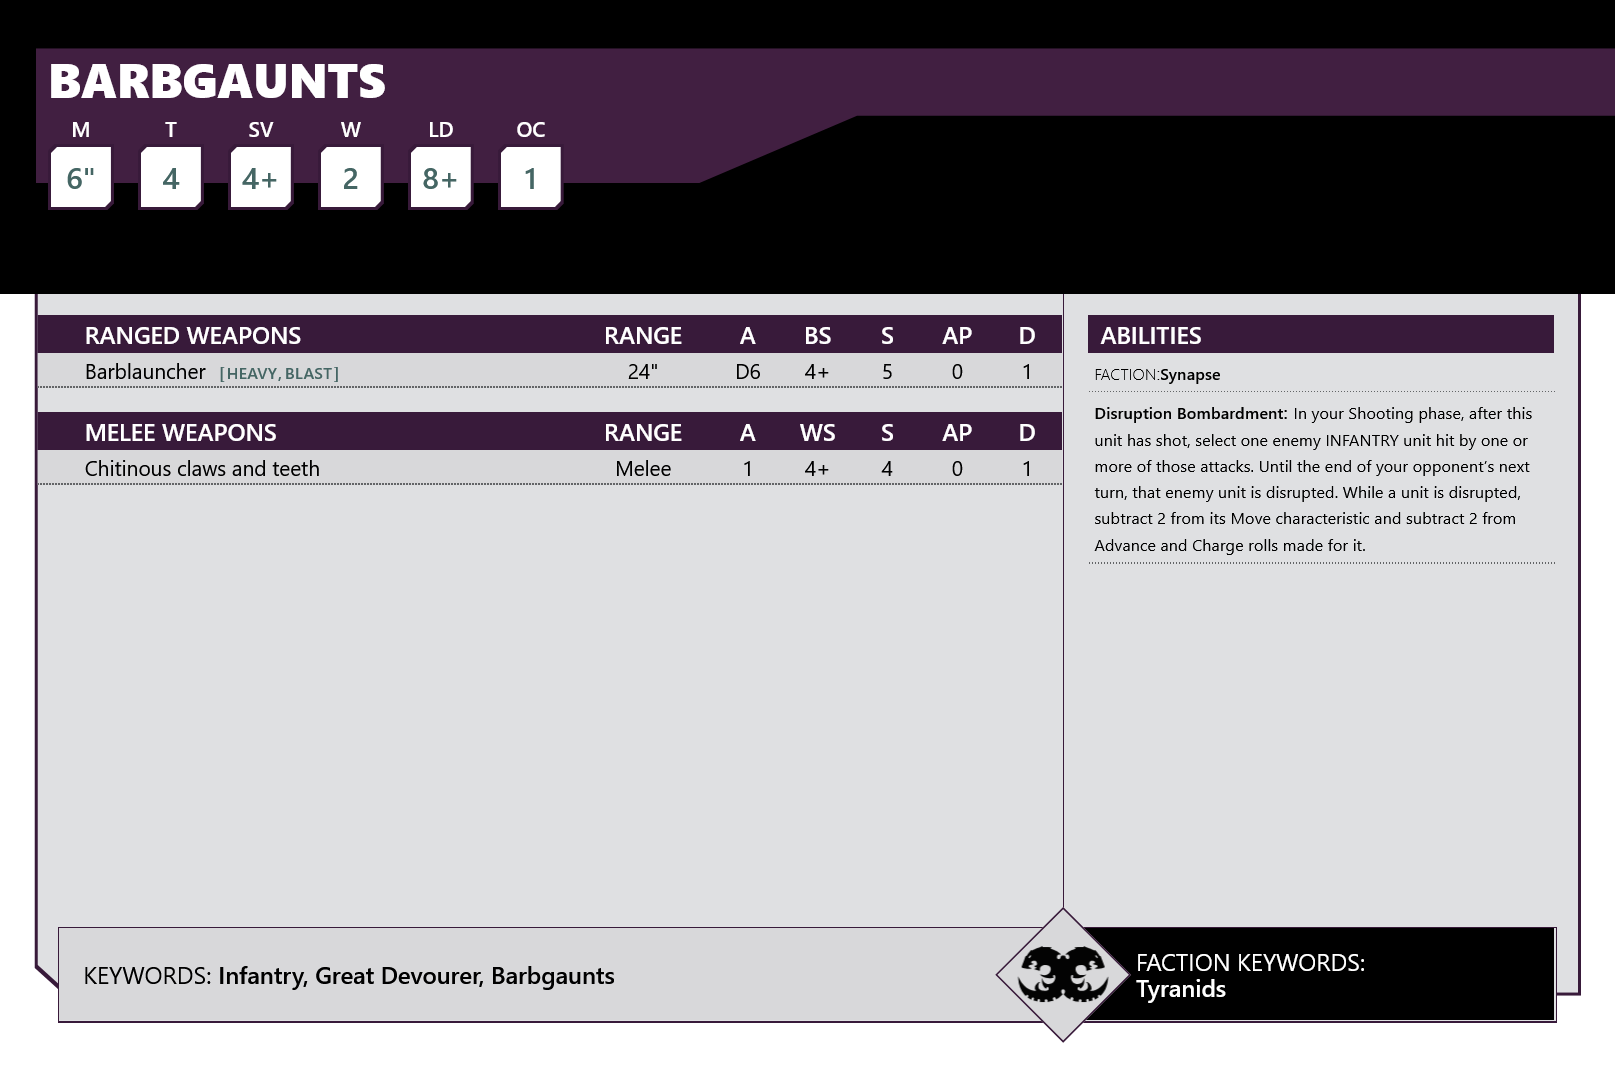 BARBGAUNTS
M T SV W LD OC
6" 4 4+ 2 8+ 1
RANGED WEAPONS RANGE A BS S AP D
Barblauncher [HEAVY, BLAST] 24" D6 4+ 5 0 1
MELEE WEAPONS RANGE A WS S AP D
Chitinous claws and teeth Melee 1 4+ 4 0 1
ABILITIES
FACTION:Synapse
Disruption Bombardment: In your Shooting phase, after this
unit has shot, select one enemy INFANTRY unit hit by one or
more of those attacks. Until the end of your opponent’s next
turn, that enemy unit is disrupted. While a unit is disrupted,
subtract 2 from its Move characteristic and subtract 2 from
Advance and Charge rolls made for it.
KEYWORDS: Infantry, Great Devourer, Barbgaunts
FACTION KEYWORDS:
Tyranids